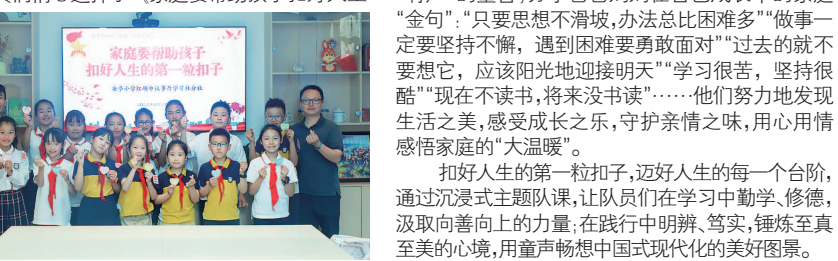 家庭要帮助孩子
扣好人生的第一粒扣子
“金句”：“只要思想不滑坡，办法总比困难多”“做事一
定要坚持不懈，遇到困难要勇敢面对”“过去的就不
要想它，应该阳光地迎接明天”“学习很苦，坚持很
酷”“现在不读书，将来没书读”……他们努力地发现
生活之美，感受成长之乐，守护亲情之味，用心用情
感悟家庭的“大温暖”。
扣好人生的第一粒扣子，迈好人生的每一个台阶，
通过沉浸式主题队课，让队员们在学习中勤学、修德，
汲取向善向上的力量；在践行中明辨、笃实，锤炼至真
至美的心境，用童声畅想中国式现代化的美好图景。